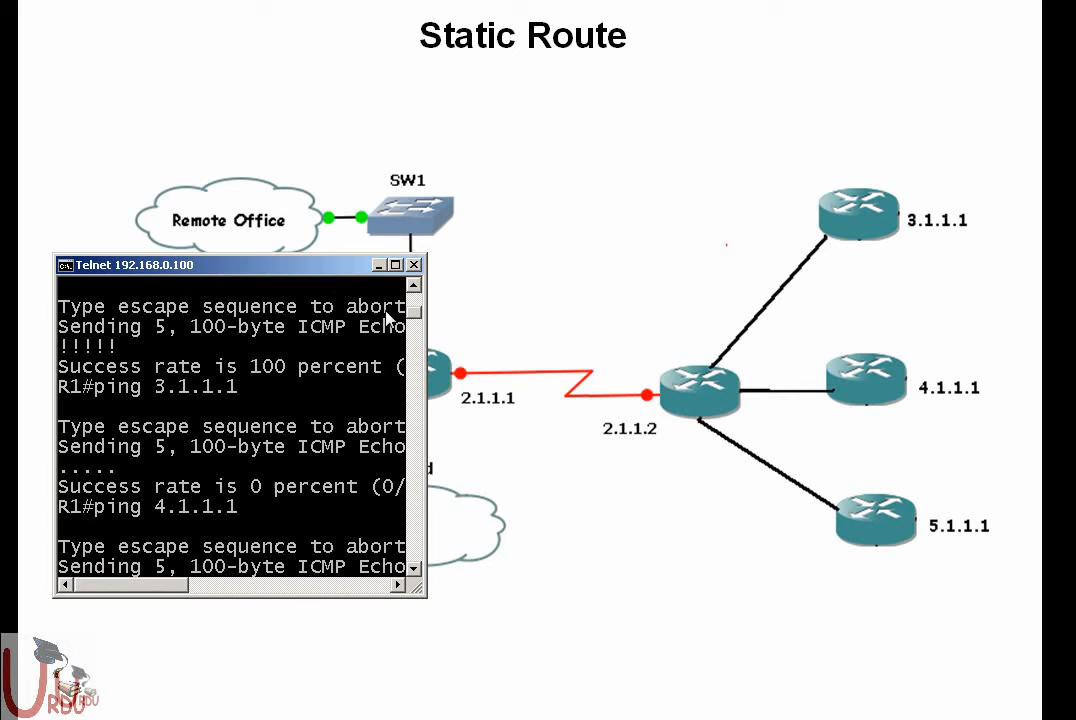 Static Route
SW1
Remote Office
3.1.1.1
Telnet 192.168.0.100
Type escape sequence to abort
Sending 5, 100-byte ICMP Echo
!!!!!
Success rate is 100 percent (
R1#ping 3.1.1.1
Type escape sequence to abort
Sending 5, 100-byte ICMP Echo
.....
Success rate is 0 percent (0/
R1#ping 4.1.1.1
Type escape sequence to abort
Sending 5, 100-byte ICMP Echo
2.1.1.1
2.1.1.2
4.1.1.1
d
5.1.1.1
URDU